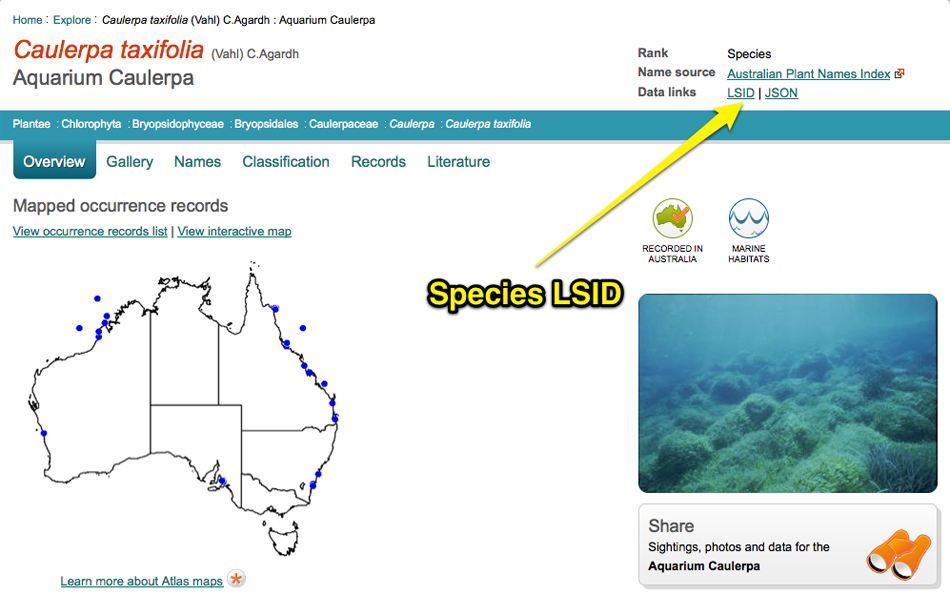 Home : Explore : Caulerpa taxifolia (Vahl) C.Agardh : Aquarium Caulerpa
Caulerpa taxifolia (Vahl) C.Agardh
Aquarium Caulerpa
Rank Species
Name source Australian Plant Names Index
Data links LSID | JSON
Plantae : Chlorophyta : Bryopsidophyceae : Bryopsidales : Caulerpaceae : Caulerpa : Caulerpa taxifolia
Overview Gallery Names Classification Records Literature
Mapped occurrence records
View occurrence records list | View interactive map
RECORDED IN
AUSTRALIA
MARINE
HABITATS
Species LSID
Share
Sightings, photos and data for the
Aquarium Caulerpa
Learn more about Atlas maps